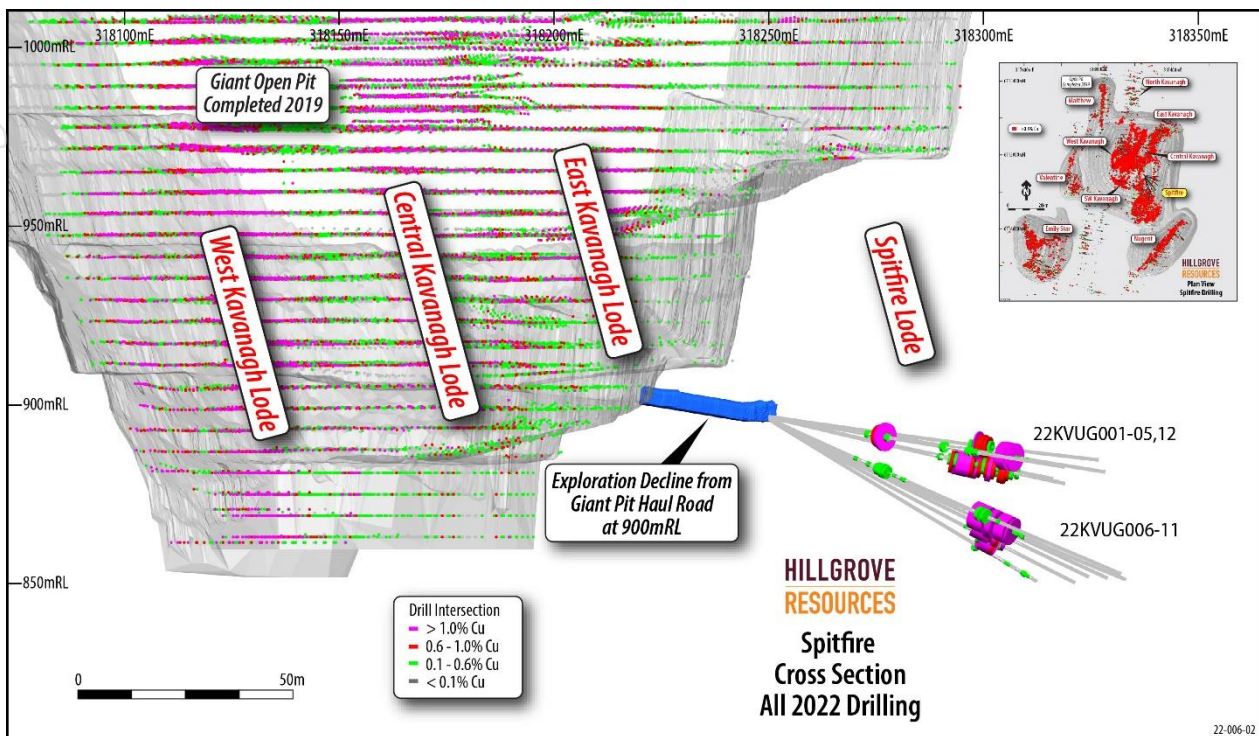 318100mE
318150mE
318200mE
318250mE
318300mE
318350mE
1000mRL
950mRL
900mRL
850mRL
Giant Open Pit
Completed 2019
West Kavanagh Lode
Central Kavanagh Lode
East Kavanagh Lode
Spitfire Lode
North Kavanagh
Matthew
East Kavanagh
West Kavanagh
Central Kavanagh
Valentine
Spitfire
SW Kavanagh
Emily Star
Nugent
N
HILLGROVE
RESOURCES
Plan View
Spitfire Drilling
22KVUG001-05,12
22KVUG006-11
Exploration Decline from
Giant Pit Haul Road
at 900mRL
Drill Intersection
> 1.0% Cu
0.6 - 1.0% Cu
0.1 - 0.6% Cu
< 0.1% Cu
0 50m
HILLGROVE
RESOURCES
Spitfire
Cross Section
All 2022 Drilling
22-006-02